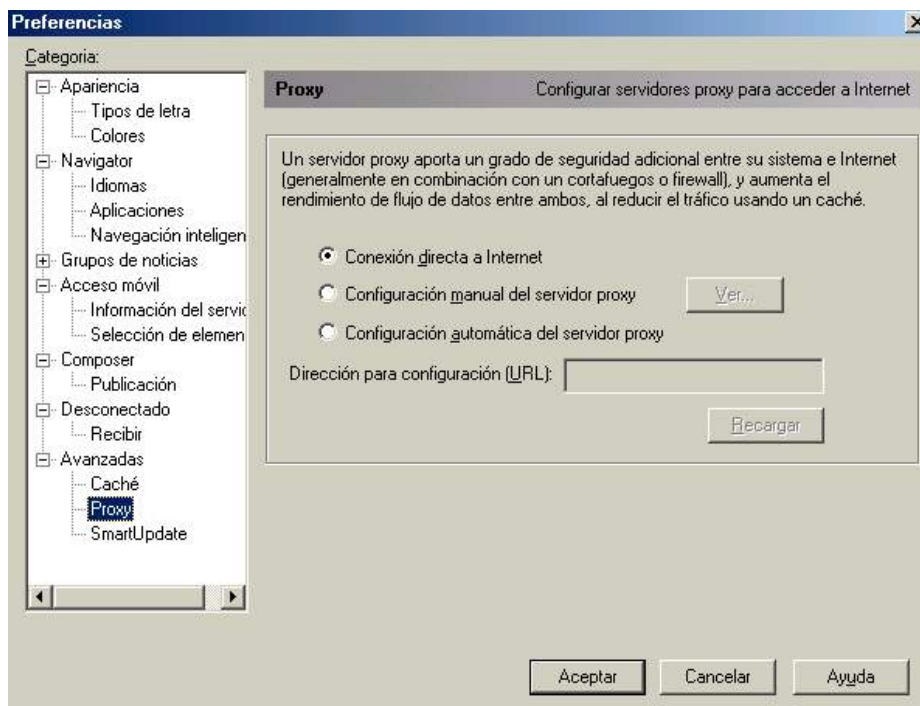 Preferencias
Categoria:
Apariencia
Tipos de letra
Colores
Navigator
Idiomas
Aplicaciones
Navegación inteligen
Grupos de noticias
Acceso móvil
Información del servic
Selección de elemen
Composer
Publicación
Desconectado
Recibir
Avanzadas
Caché
Proxy
SmartUpdate
Proxy Configurar servidores proxy para acceder a Internet
Un servidor proxy aporta un grado de seguridad adicional entre su sistema e Internet
(generalmente en combinación con un cortafuegos o firewall), y aumenta el
rendimiento de flujo de datos entre ambos, al reducir el tráfico usando un caché.
Conexión directa a Internet
Configuración manual del servidor proxy Ver...
Configuración automática del servidor proxy
Dirección para configuración (URL):
Recargar
Aceptar Cancelar Ayuda